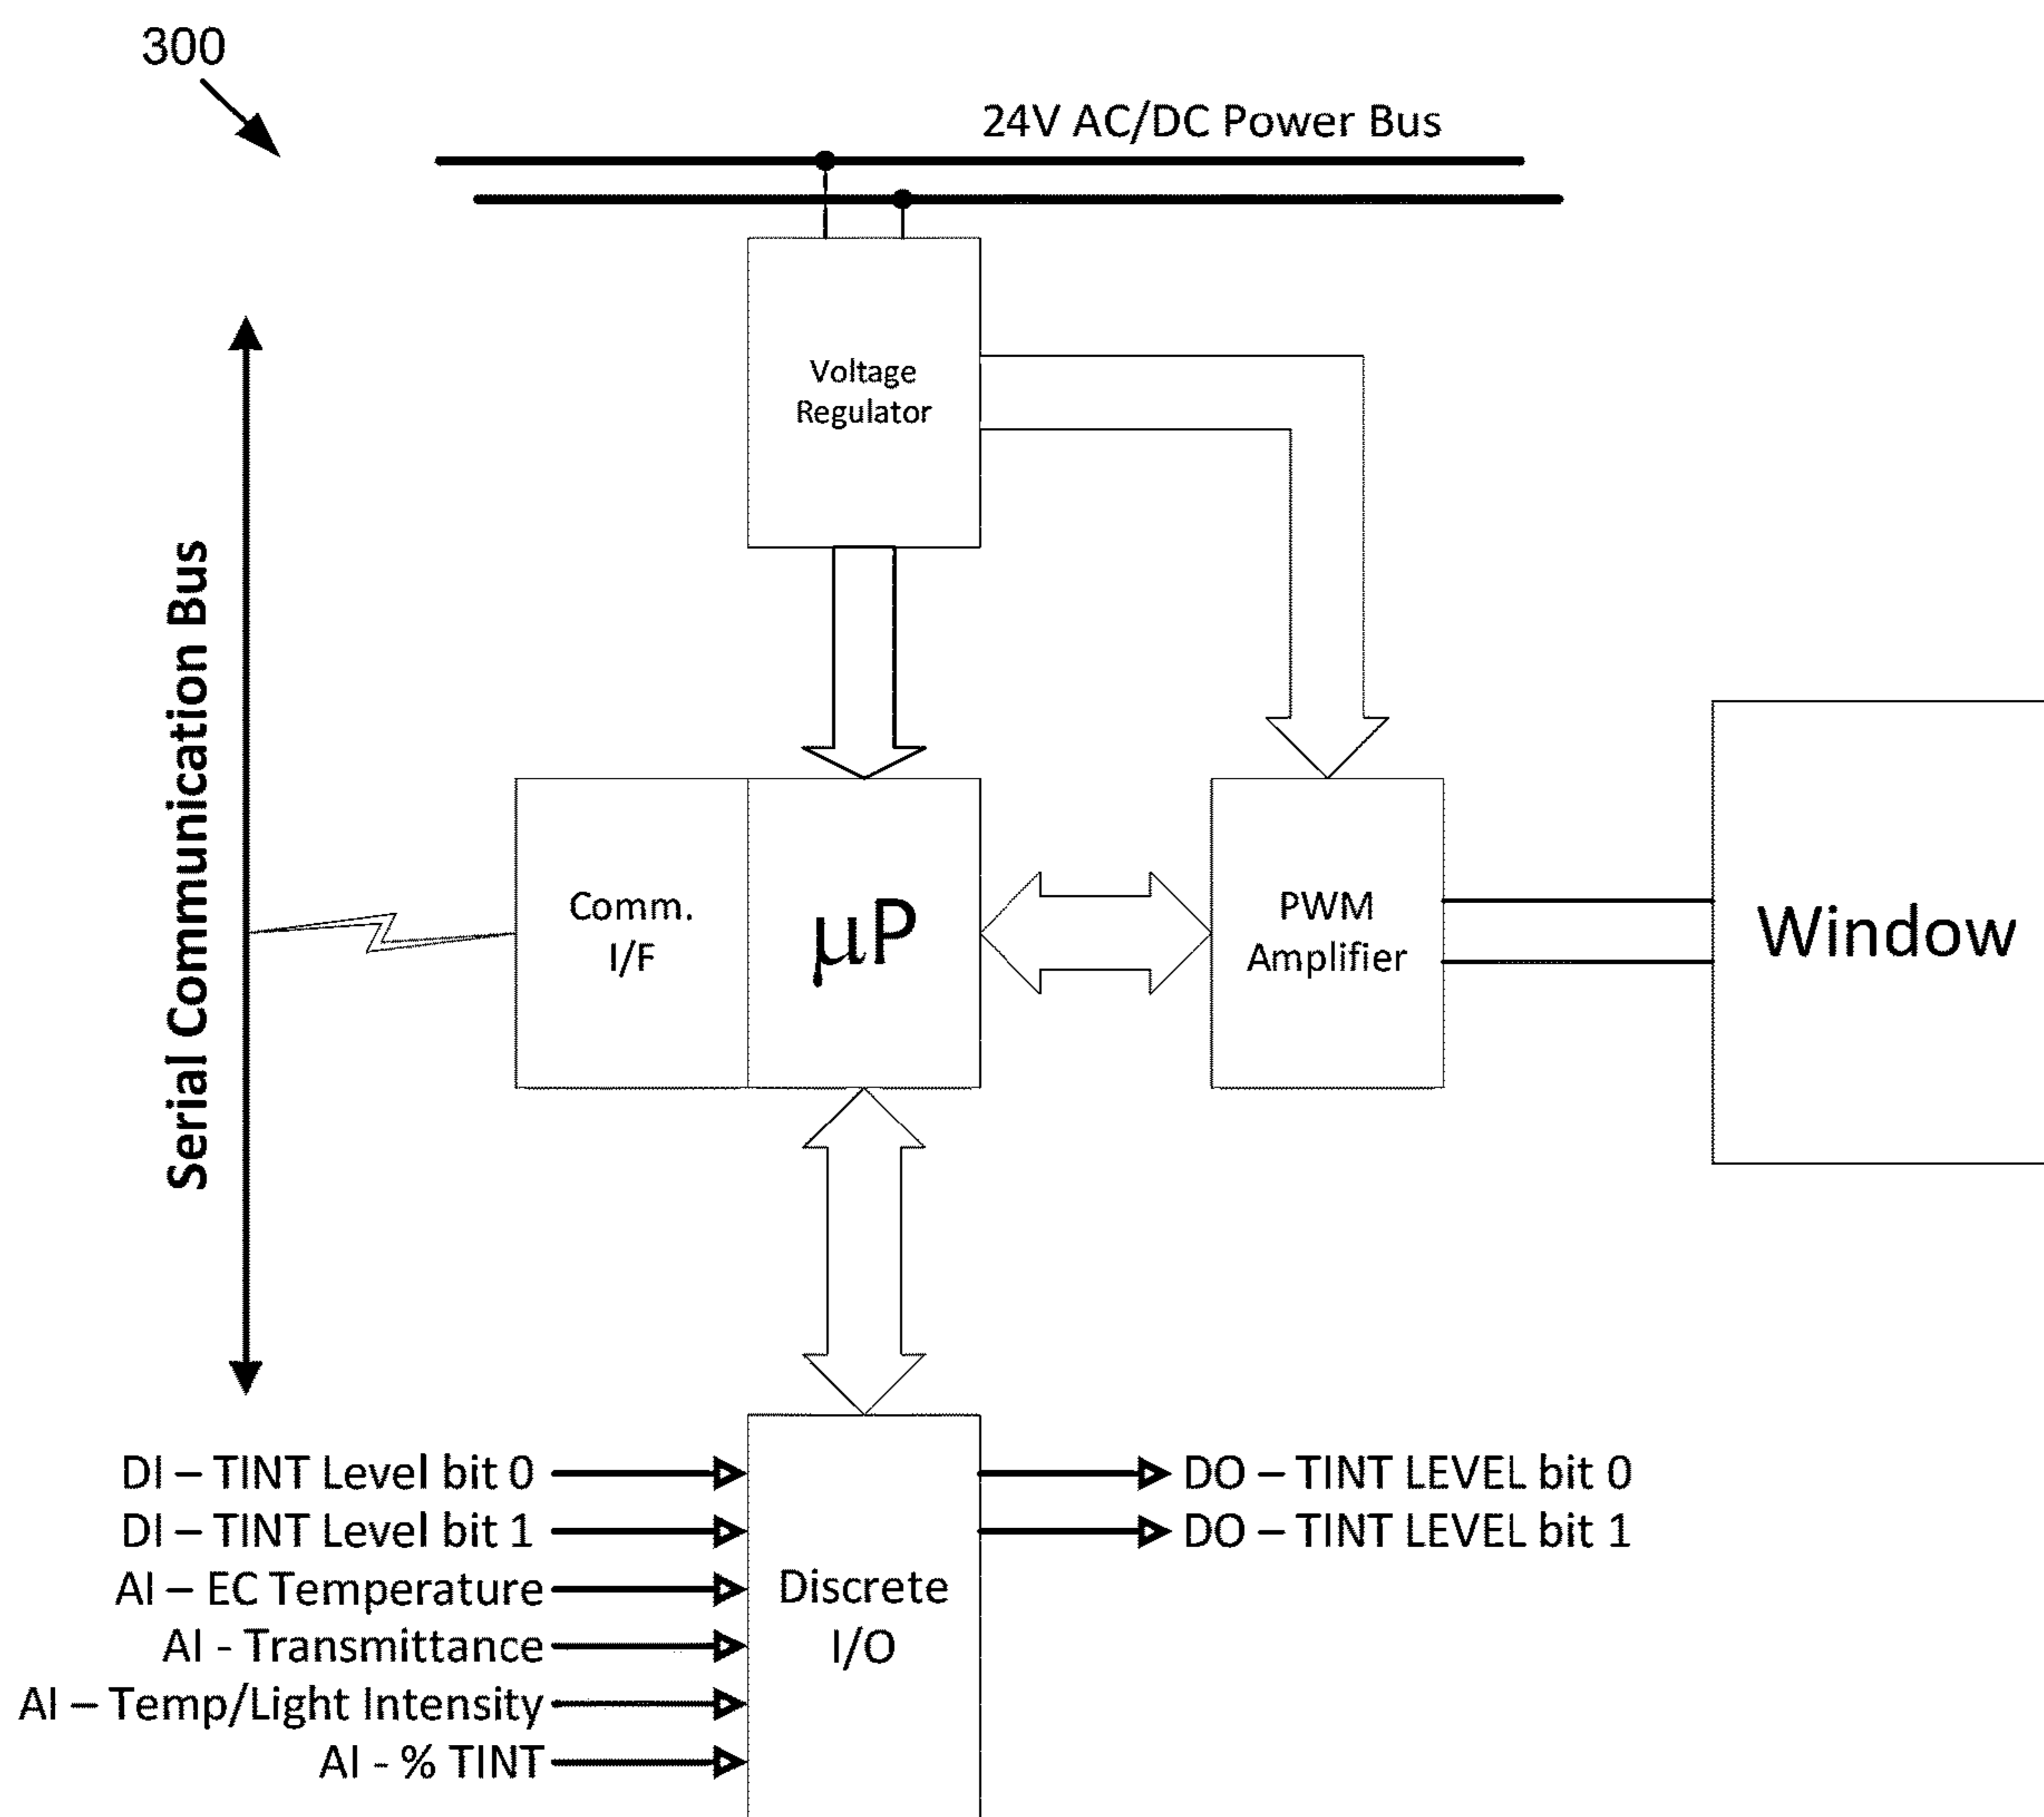 300
24V AC/DC Power Bus
Voltage
Regulator
Serial Communication Bus
Comm.
I/F
µP
PWM
Amplifier
Window
DI – TINT Level bit 0
DI – TINT Level bit 1
AI – EC Temperature
AI - Transmittance
AI – Temp/Light Intensity
AI - % TINT
Discrete
I/O
DO – TINT LEVEL bit 0
DO – TINT LEVEL bit 1